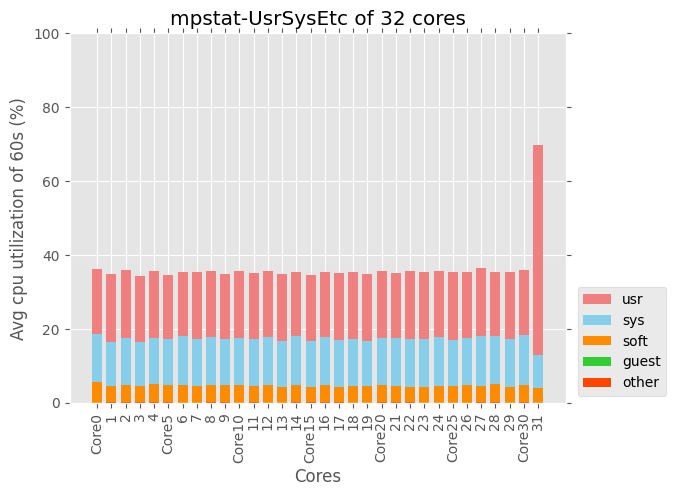 mpstat-UsrSysEtc of 32 cores
Avg cpu utilization of 60s (%)
100
80
60
40
20
0
Core0
1
2
3
4
Core5
6
7
8
9
Core10
11
12
13
14
Core15
16
17
18
19
Core20
21
22
23
24
Core25
26
27
28
29
Core30
31
Cores
usr
sys
soft
guest
other